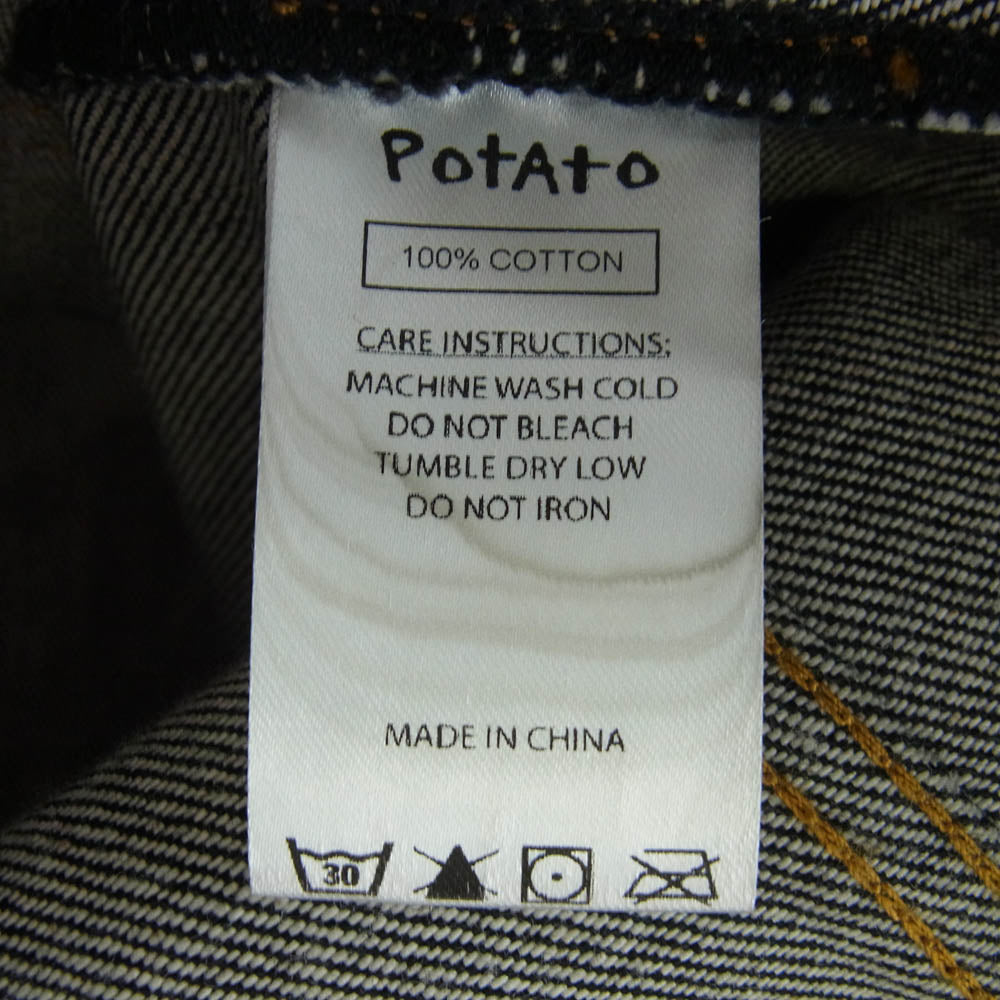 PotAto
100% COTTON
CARE INSTRUCTIONS:
MACHINE WASH COLD
DO NOT BLEACH
TUMBLE DRY LOW
DO NOT IRON
MADE IN CHINA
30